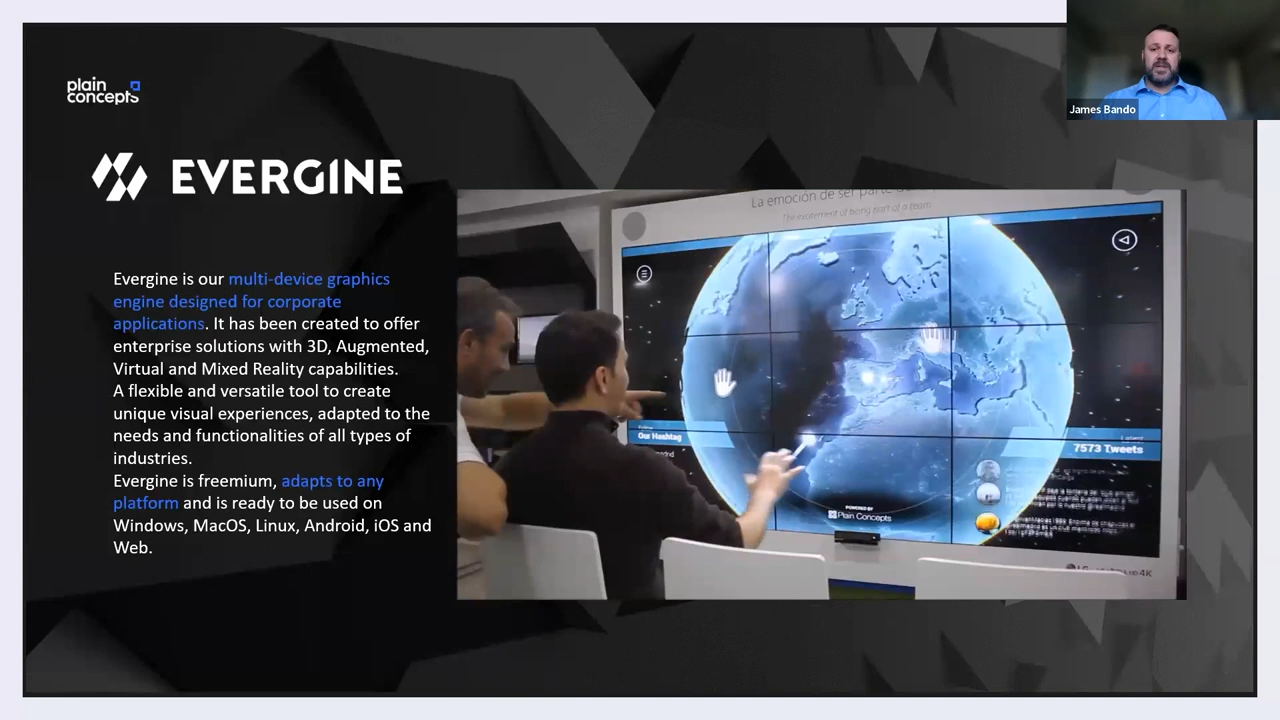 plain
concepts
James Bando
EVERGINE
Evergine is our multi-device graphics
engine designed for corporate
applications. It has been created to offer
enterprise solutions with 3D, Augmented,
Virtual and Mixed Reality capabilities.
A flexible and versatile tool to create
unique visual experiences, adapted to the
needs and functionalities of all types of
industries.
Evergine is freemium, adapts to any
platform and is ready to be used on
Windows, MacOS, Linux, Android, iOS and
Web.
La emoción de ser parte
The excitement of being part of a team
Our Hashtag
7573 Tweets
POWERED BY
Plain Concepts
LG
4K